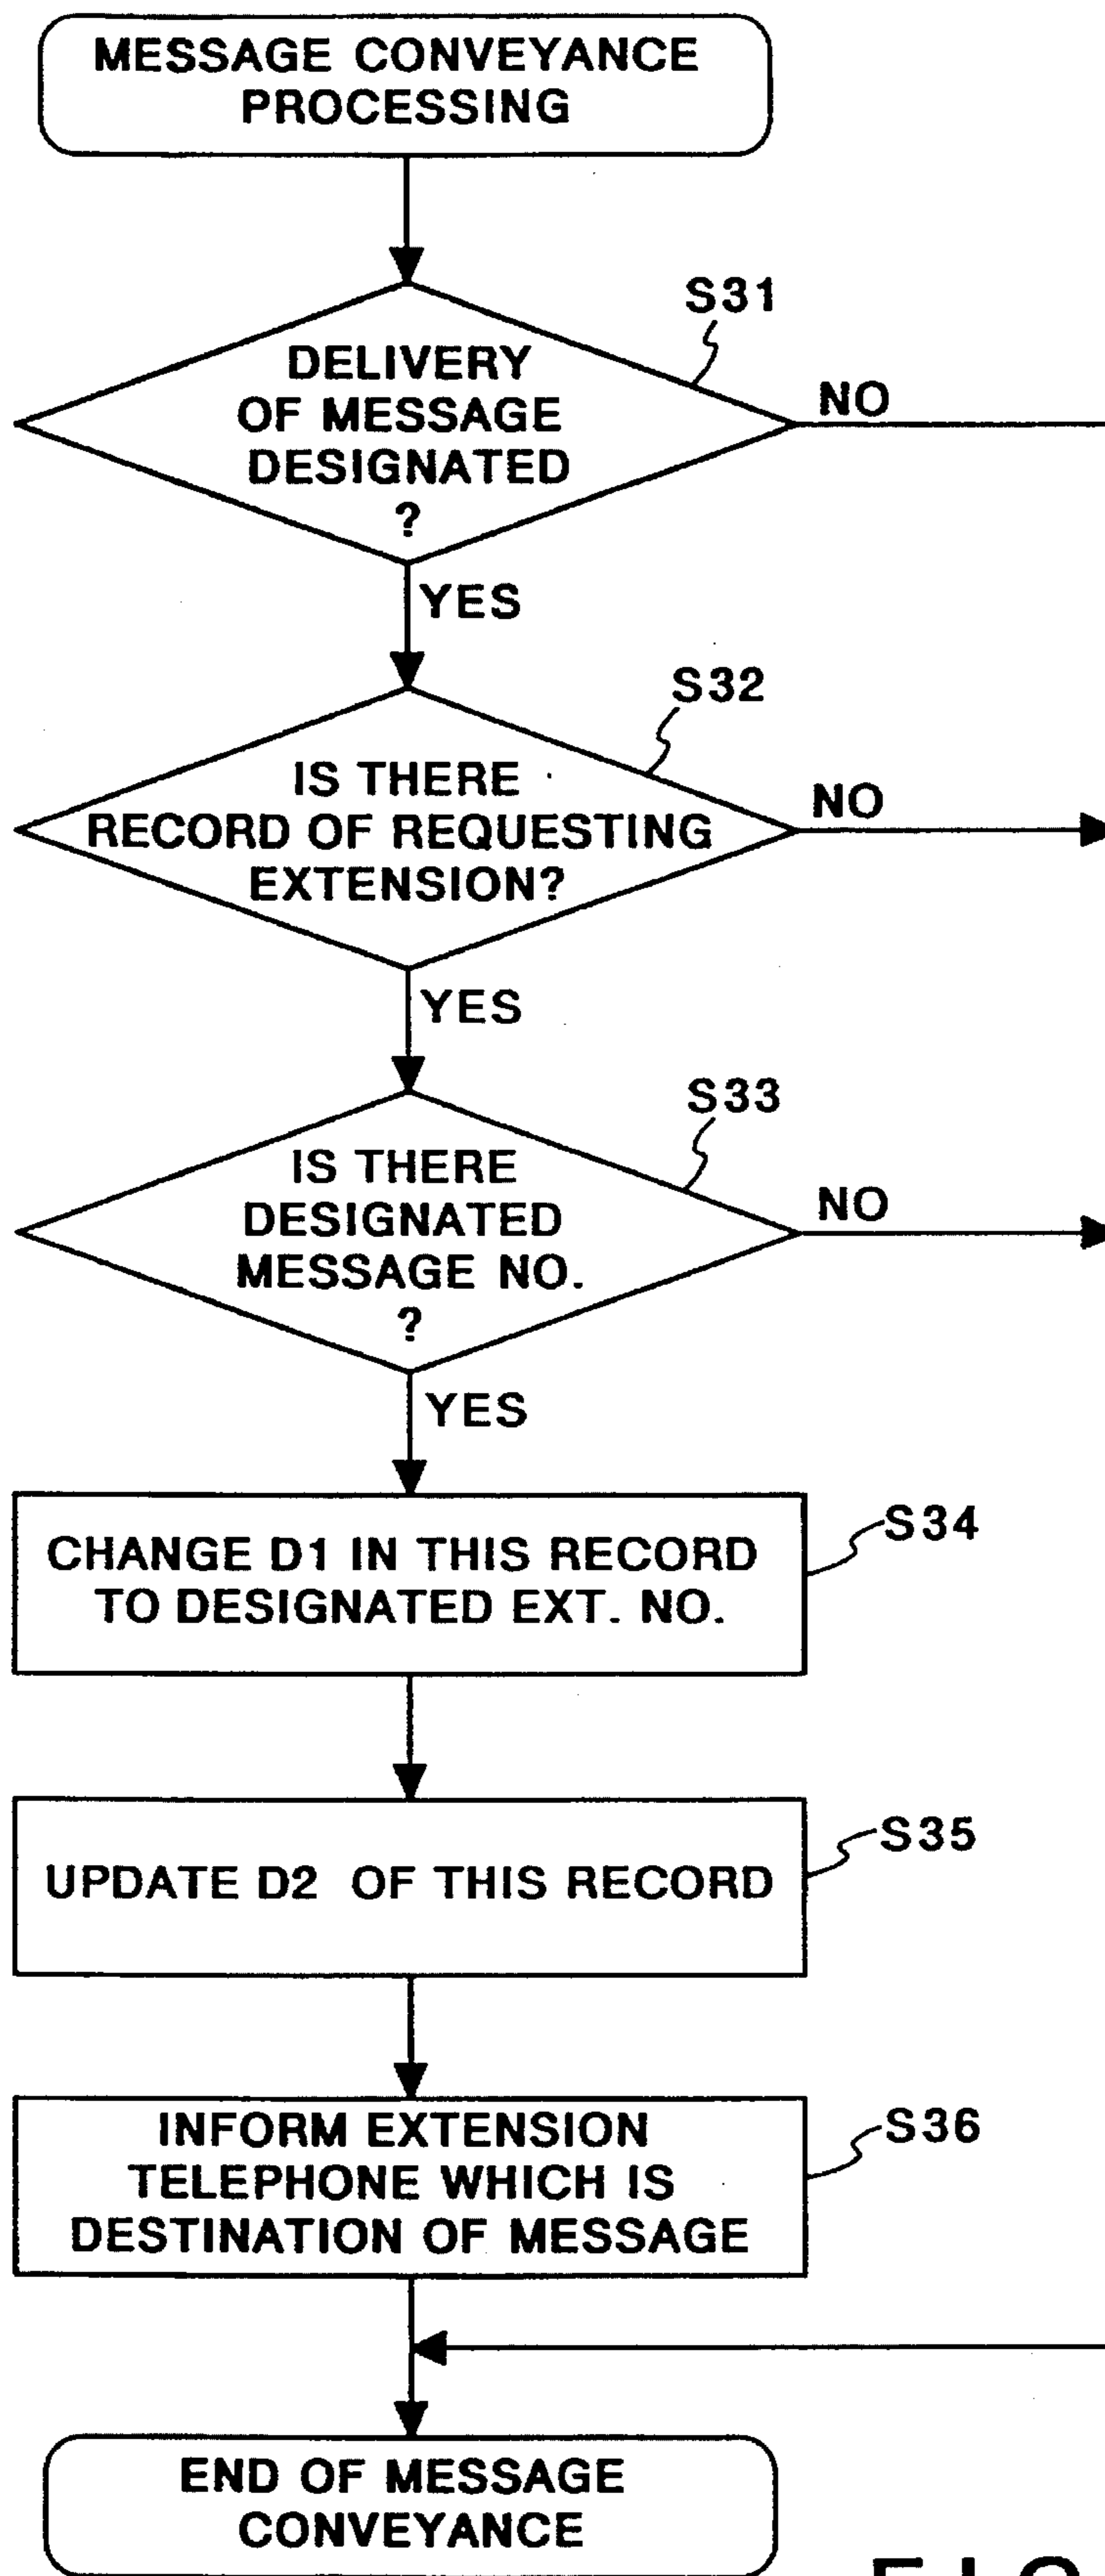 MESSAGE CONVEYANCE
PROCESSING
S31
DELIVERY
OF MESSAGE
DESIGNATED
?
NO
YES
S32
IS THERE
RECORD OF REQUESTING
EXTENSION?
NO
YES
S33
IS THERE
DESIGNATED
MESSAGE NO.
?
NO
YES
S34
CHANGE D1 IN THIS RECORD
TO DESIGNATED EXT. NO.
S35
UPDATE D2 OF THIS RECORD
S36
INFORM EXTENSION
TELEPHONE WHICH IS
DESTINATION OF MESSAGE
END OF MESSAGE
CONVEYANCE